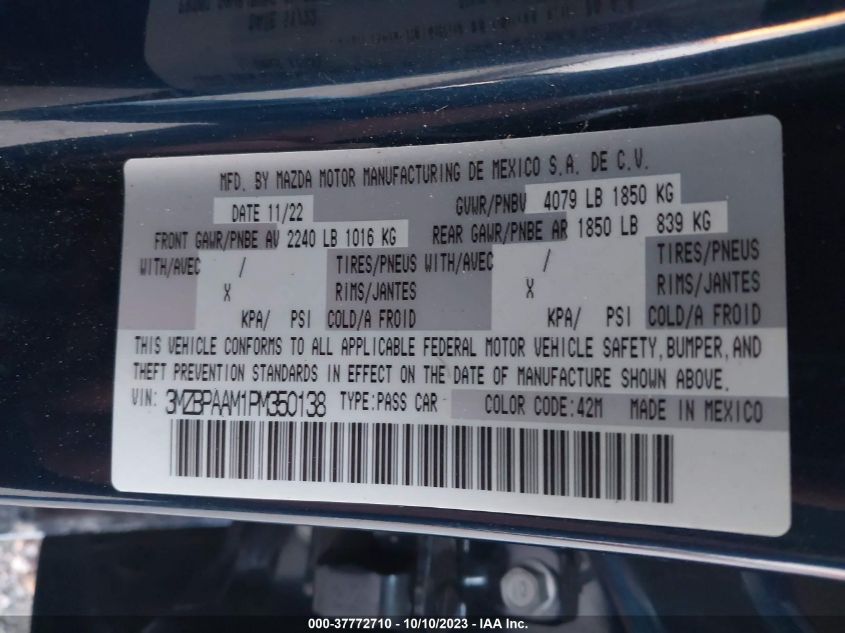 MFD. BY MAZDA MOTOR MANUFACTURING DE MEXICO S.A. DE C.V.
DATE 11/22 GVWR/PNBV 4079 LB 1850 KG
FRONT GAWR/PNBE AV 2240 LB 1016 KG REAR GAWR/PNBE AR 1850 LB 839 KG
WITH/AVEC / TIRES/PNEUS WITH/AVEC / TIRES/PNEUS
X RIMS/JANTES X RIMS/JANTES
KPA/ PSI COLD/A FROID KPA/ PSI COLD/A FROID
THIS VEHICLE CONFORMS TO ALL APPLICABLE FEDERAL MOTOR VEHICLE SAFETY, BUMPER, AND
THEFT PREVENTION STANDARDS IN EFFECT ON THE DATE OF MANUFACTURE SHOWN ABOVE.
VIN: 3MZBPAAM1PM350138 TYPE:PASS CAR COLOR CODE:42M MADE IN MEXICO
000-37772710 - 10/10/2023 - IAA Inc.